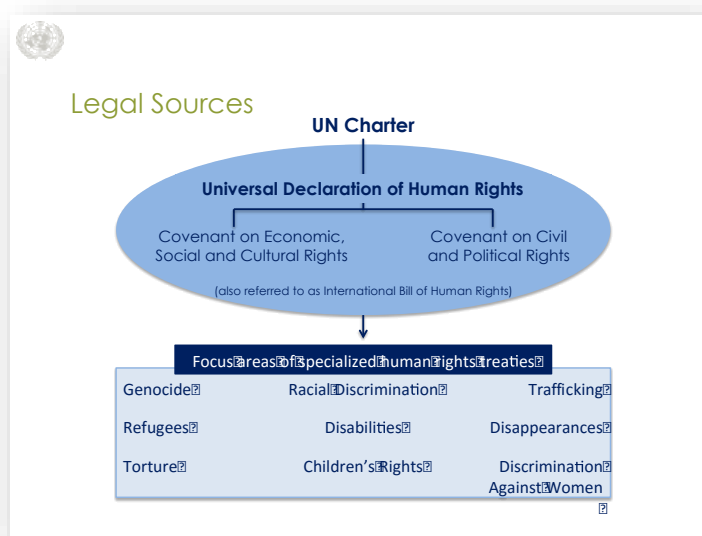 Legal Sources
UN Charter
Universal Declaration of Human Rights
Covenant on Economic,
Social and Cultural Rights
Covenant on Civil
and Political Rights
(also referred to as International Bill of Human Rights)
Focus areas of specialized human rights treaties
Genocide Racial Discrimination Trafficking
Refugees Disabilities Disappearances
Torture Children's Rights Discrimination
Against Women